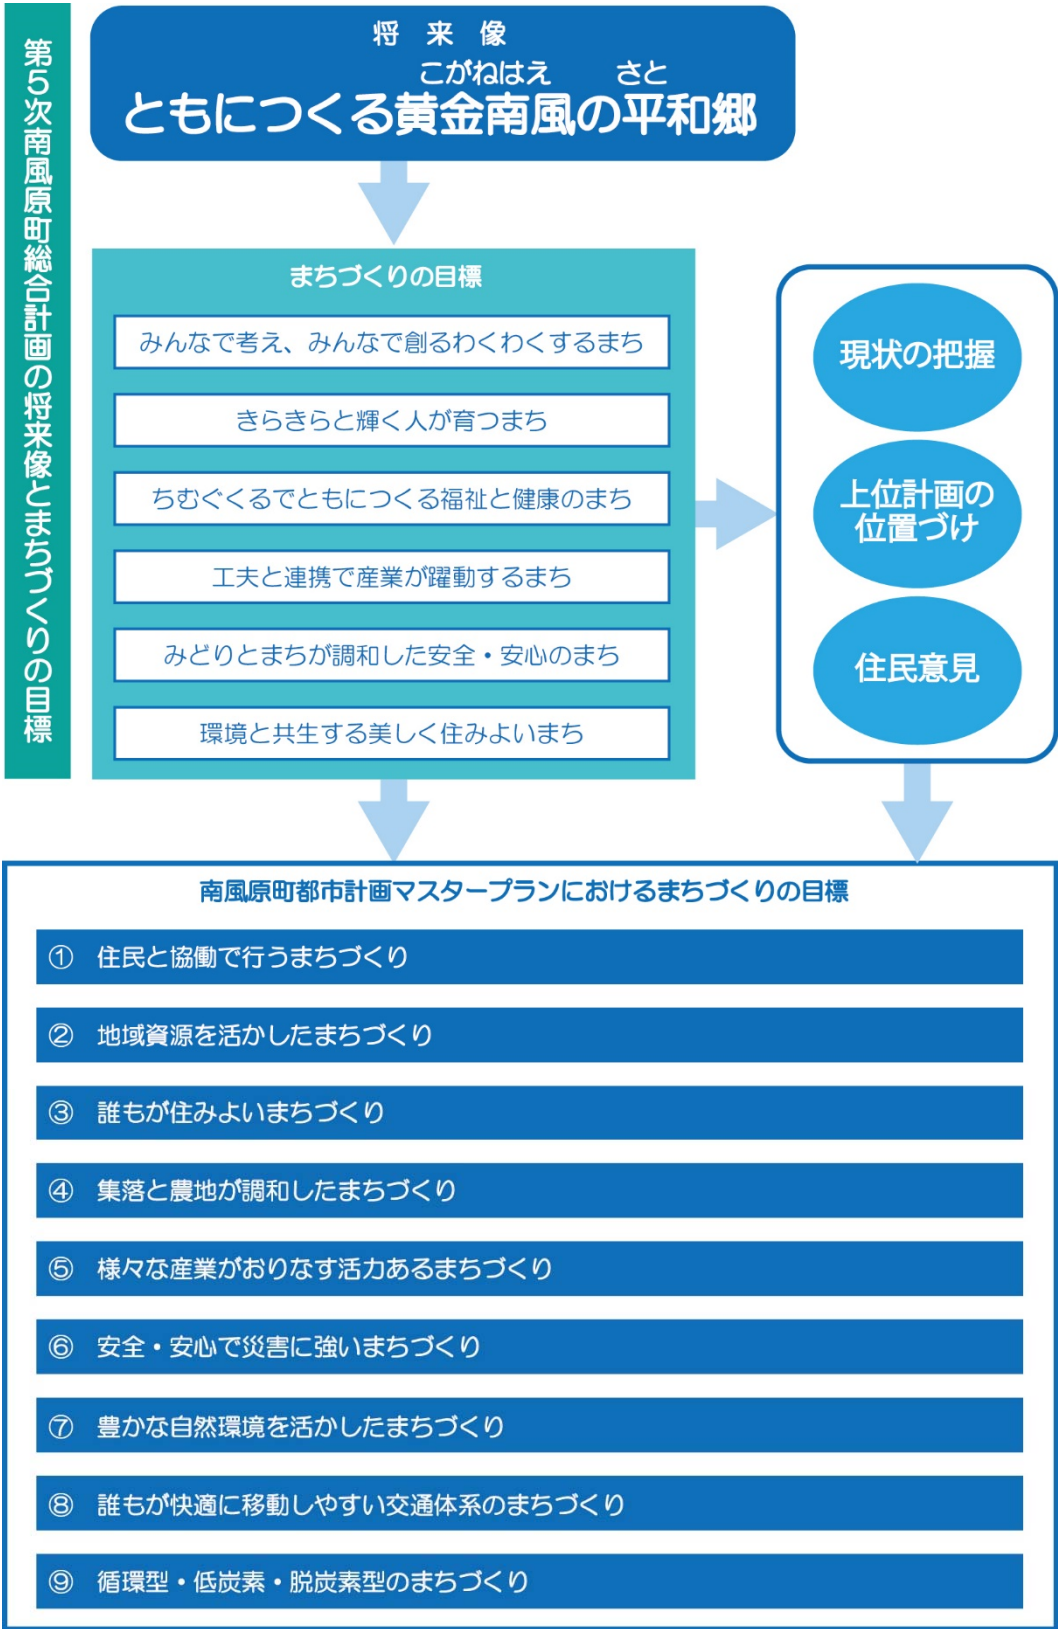 第5次南風原町総合計画の将来像とまちづくりの目標
将来像
こがねはえ さと
ともにつくる黄金南風の平和郷
まちづくりの目標
みんなで考え、みんなで創るわくわくするまち
きらきらと輝く人が育つまち
ちむぐくるでともにつくる福祉と健康のまち
工夫と連携で産業が躍動するまち
みどりとまちが調和した安全・安心のまち
環境と共生する美しく住みよいまち
現状の把握
上位計画の
位置づけ
住民意見
南風原町都市計画マスタープランにおけるまちづくりの目標
① 住民と協働で行うまちづくり
② 地域資源を活かしたまちづくり
③ 誰もが住みよいまちづくり
④ 集落と農地が調和したまちづくり
⑤ 様々な産業がおりなす活力あるまちづくり
⑥ 安全・安心で災害に強いまちづくり
⑦ 豊かな自然環境を活かしたまちづくり
⑧ 誰もが快適に移動しやすい交通体系のまちづくり
⑨ 循環型・低炭素・脱炭素型のまちづくり